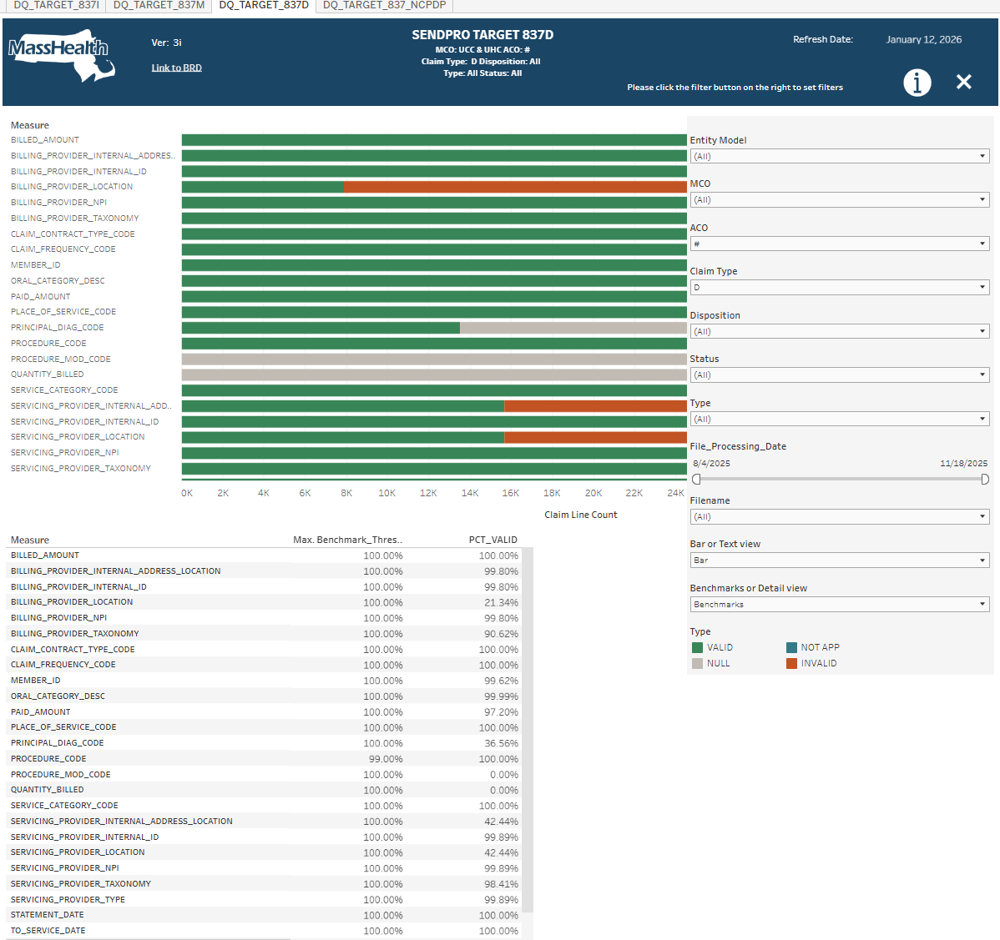 DQ_TARGET_837I DQ_TARGET_837M DQ_TARGET_837D DQ_TARGET_837_NCPDP
MassHealth
Ver: 3i
Link to BRD
SENDPRO TARGET 837D
MCO: UCC & UHC ACO: #
Claim Type: D Disposition: All
Type: All Status: All
Refresh Date: January 12, 2026
Please click the filter button on the right to set filters
Measure
BILLED_AMOUNT
BILLING_PROVIDER_INTERNAL_ADDRES..
BILLING_PROVIDER_INTERNAL_ID
BILLING_PROVIDER_LOCATION
BILLING_PROVIDER_NPI
BILLING_PROVIDER_TAXONOMY
CLAIM_CONTRACT_TYPE_CODE
CLAIM_FREQUENCY_CODE
MEMBER_ID
ORAL_CATEGORY_DESC
PAID_AMOUNT
PLACE_OF_SERVICE_CODE
PRINCIPAL_DIAG_CODE
PROCEDURE_CODE
PROCEDURE_MOD_CODE
QUANTITY_BILLED
SERVICE_CATEGORY_CODE
SERVICING_PROVIDER_INTERNAL_ADD..
SERVICING_PROVIDER_INTERNAL_ID
SERVICING_PROVIDER_LOCATION
SERVICING_PROVIDER_NPI
SERVICING_PROVIDER_TAXONOMY
0K 2K 4K 6K 8K 10K 12K 14K 16K 18K 20K 22K 24K
Claim Line Count
Entity Model
(All)
MCO
(All)
ACO
#
Claim Type
D
Disposition
(All)
Status
(All)
Type
(All)
File_Processing_Date
8/4/2025 11/18/2025
Filename
(All)
Bar or Text view
Bar
Benchmarks or Detail view
Benchmarks
Type
VALID NOT APP
NULL INVALID
Measure Max. Benchmark_Thres.. PCT_VALID
BILLED_AMOUNT 100.00% 100.00%
BILLING_PROVIDER_INTERNAL_ADDRESS_LOCATION 100.00% 99.80%
BILLING_PROVIDER_INTERNAL_ID 100.00% 99.80%
BILLING_PROVIDER_LOCATION 100.00% 21.34%
BILLING_PROVIDER_NPI 100.00% 99.80%
BILLING_PROVIDER_TAXONOMY 100.00% 90.62%
CLAIM_CONTRACT_TYPE_CODE 100.00% 100.00%
CLAIM_FREQUENCY_CODE 100.00% 100.00%
MEMBER_ID 100.00% 99.62%
ORAL_CATEGORY_DESC 100.00% 99.99%
PAID_AMOUNT 100.00% 97.20%
PLACE_OF_SERVICE_CODE 100.00% 100.00%
PRINCIPAL_DIAG_CODE 100.00% 36.56%
PROCEDURE_CODE 99.00% 100.00%
PROCEDURE_MOD_CODE 100.00% 0.00%
QUANTITY_BILLED 100.00% 0.00%
SERVICE_CATEGORY_CODE 100.00% 100.00%
SERVICING_PROVIDER_INTERNAL_ADDRESS_LOCATION 100.00% 42.44%
SERVICING_PROVIDER_INTERNAL_ID 100.00% 99.89%
SERVICING_PROVIDER_LOCATION 100.00% 42.44%
SERVICING_PROVIDER_NPI 100.00% 99.89%
SERVICING_PROVIDER_TAXONOMY 100.00% 98.41%
SERVICING_PROVIDER_TYPE 100.00% 99.89%
STATEMENT_DATE 100.00% 100.00%
TO_SERVICE_DATE 100.00% 100.00%